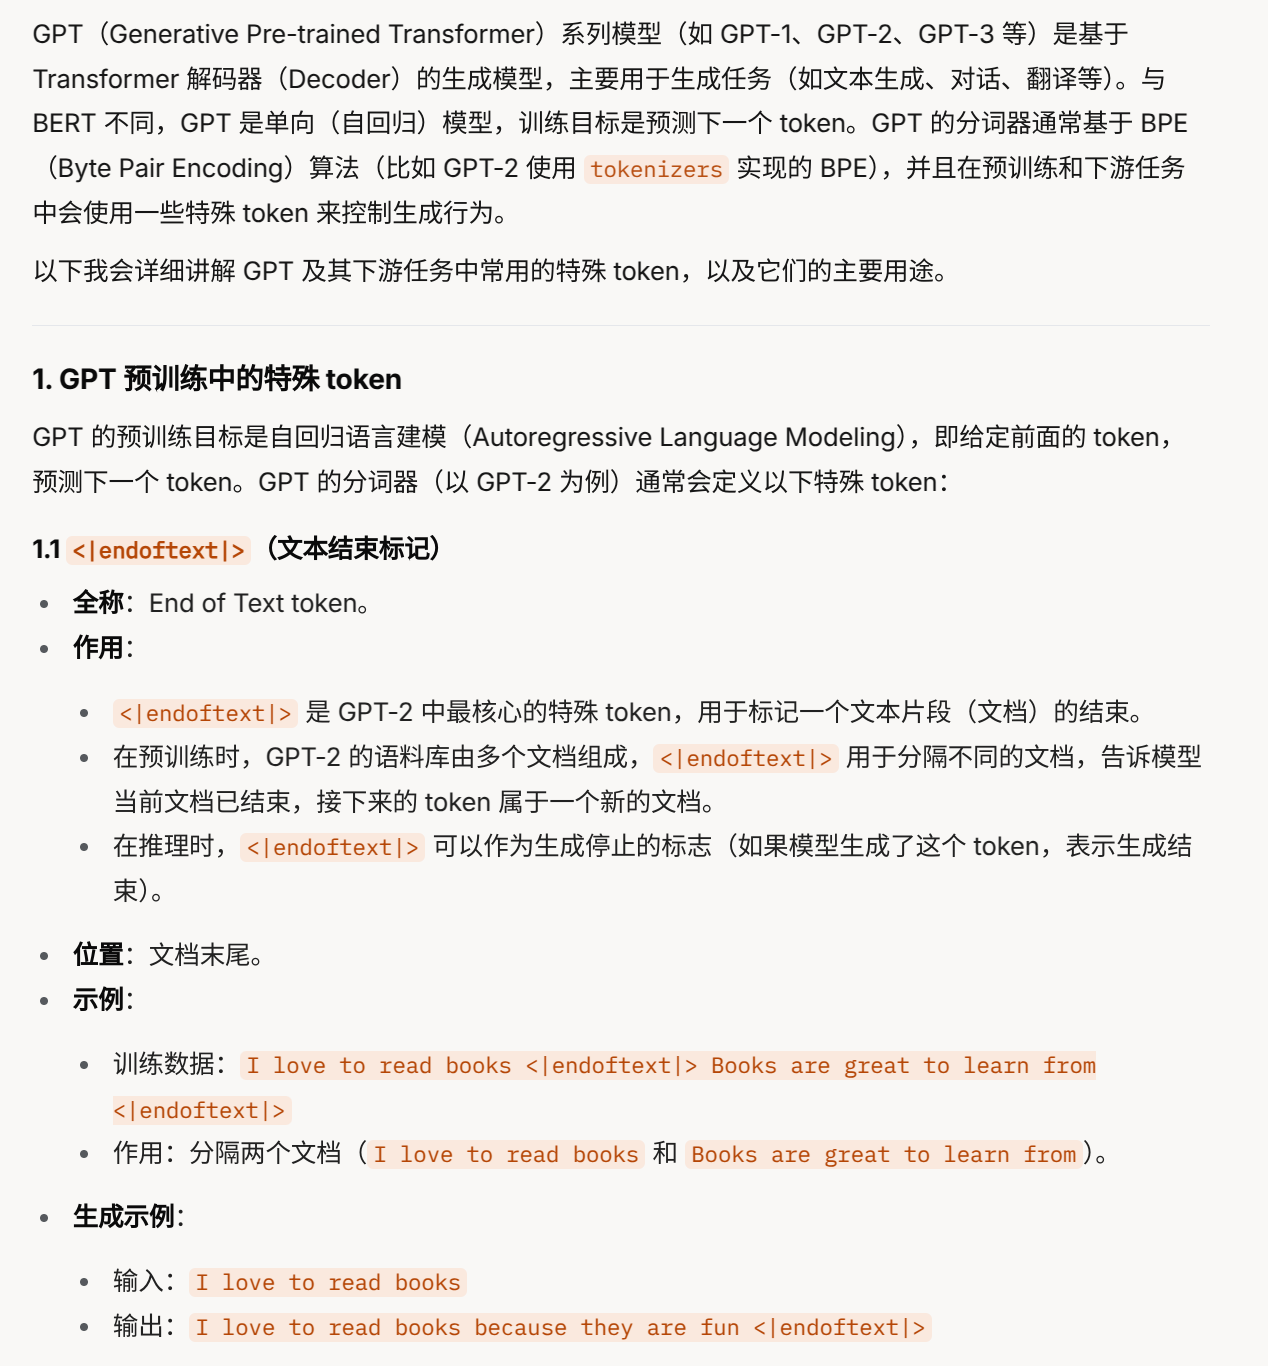 GPT（Generative Pre-trained Transformer）系列模型（如 GPT-1、GPT-2、GPT-3 等）是基于
Transformer 解码器（Decoder）的生成模型，主要用于生成任务（如文本生成、对话、翻译等）。与
BERT 不同，GPT 是单向（自回归）模型，训练目标是预测下一个 token。GPT 的分词器通常基于 BPE
（Byte Pair Encoding）算法（比如 GPT-2 使用 tokenizers 实现的 BPE），并且在预训练和下游任务
中会使用一些特殊 token 来控制生成行为。
以下我会详细讲解 GPT 及其下游任务中常用的特殊 token，以及它们的主要用途。
1. GPT 预训练中的特殊 token
GPT 的预训练目标是自回归语言建模（Autoregressive Language Modeling），即给定前面的 token，
预测下一个 token。GPT 的分词器（以 GPT-2 为例）通常会定义以下特殊 token：
1.1 <|endoftext|>（文本结束标记）
• 全称：End of Text token。
• 作用：
• <|endoftext|> 是 GPT-2 中最核心的特殊 token，用于标记一个文本片段（文档）的结束。
• 在预训练时，GPT-2 的语料库由多个文档组成，<|endoftext|> 用于分隔不同的文档，告诉模型
当前文档已结束，接下来的 token 属于一个新的文档。
• 在推理时，<|endoftext|> 可以作为生成停止的标志（如果模型生成了这个 token，表示生成结
束）。
• 位置：文档末尾。
• 示例：
• 训练数据：I love to read books <|endoftext|> Books are great to learn from
<|endoftext|>
• 作用：分隔两个文档（I love to read books 和 Books are great to learn from）。
• 生成示例：
• 输入：I love to read books
• 输出：I love to read books because they are fun <|endoftext|>